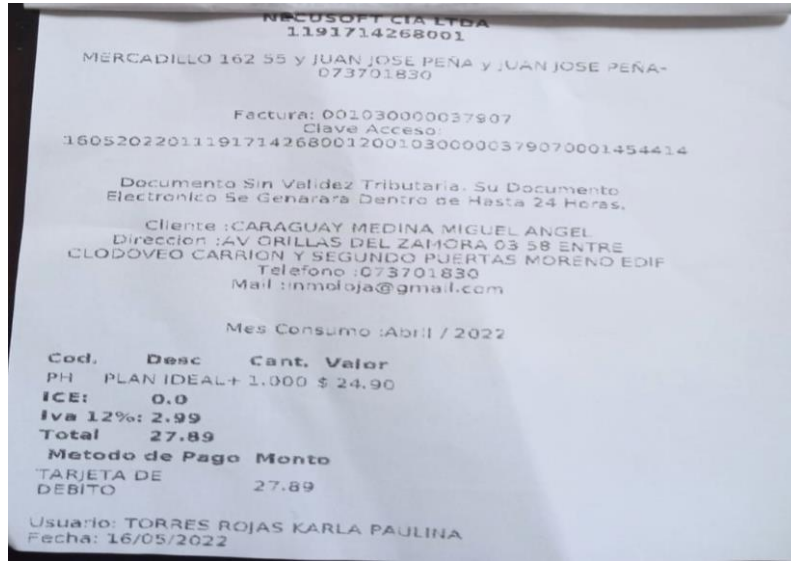 NECUSOFT CIA LTDA
1191714268001
MERCADILLO 162 55 y JUAN JOSE PEÑA y JUAN JOSE PEÑA-
073701830
Factura: 001030000037907
Clave Acceso:
1605202201119171426800120010300000379070001454414
Documento Sin Validez Tributaria. Su Documento
Electronico Se Genarara Dentro de Hasta 24 Horas.
Cliente :CARAGUAY MEDINA MIGUEL ANGEL
Direccion :AV ORILLAS DEL ZAMORA 03 58 ENTRE
CLODOVEO CARRION Y SEGUNDO PUERTAS MORENO EDIF
Telefono :073701830
Mail :inmoloja@gmail.com
Mes Consumo :Abril / 2022
Cod. Desc Cant. Valor
PH PLAN IDEAL+ 1.000 $ 24.90
ICE: 0.0
Iva 12%: 2.99
Total 27.89
Metodo de Pago Monto
TARJETA DE
DEBITO 27.89
Usuario: TORRES ROJAS KARLA PAULINA
Fecha: 16/05/2022